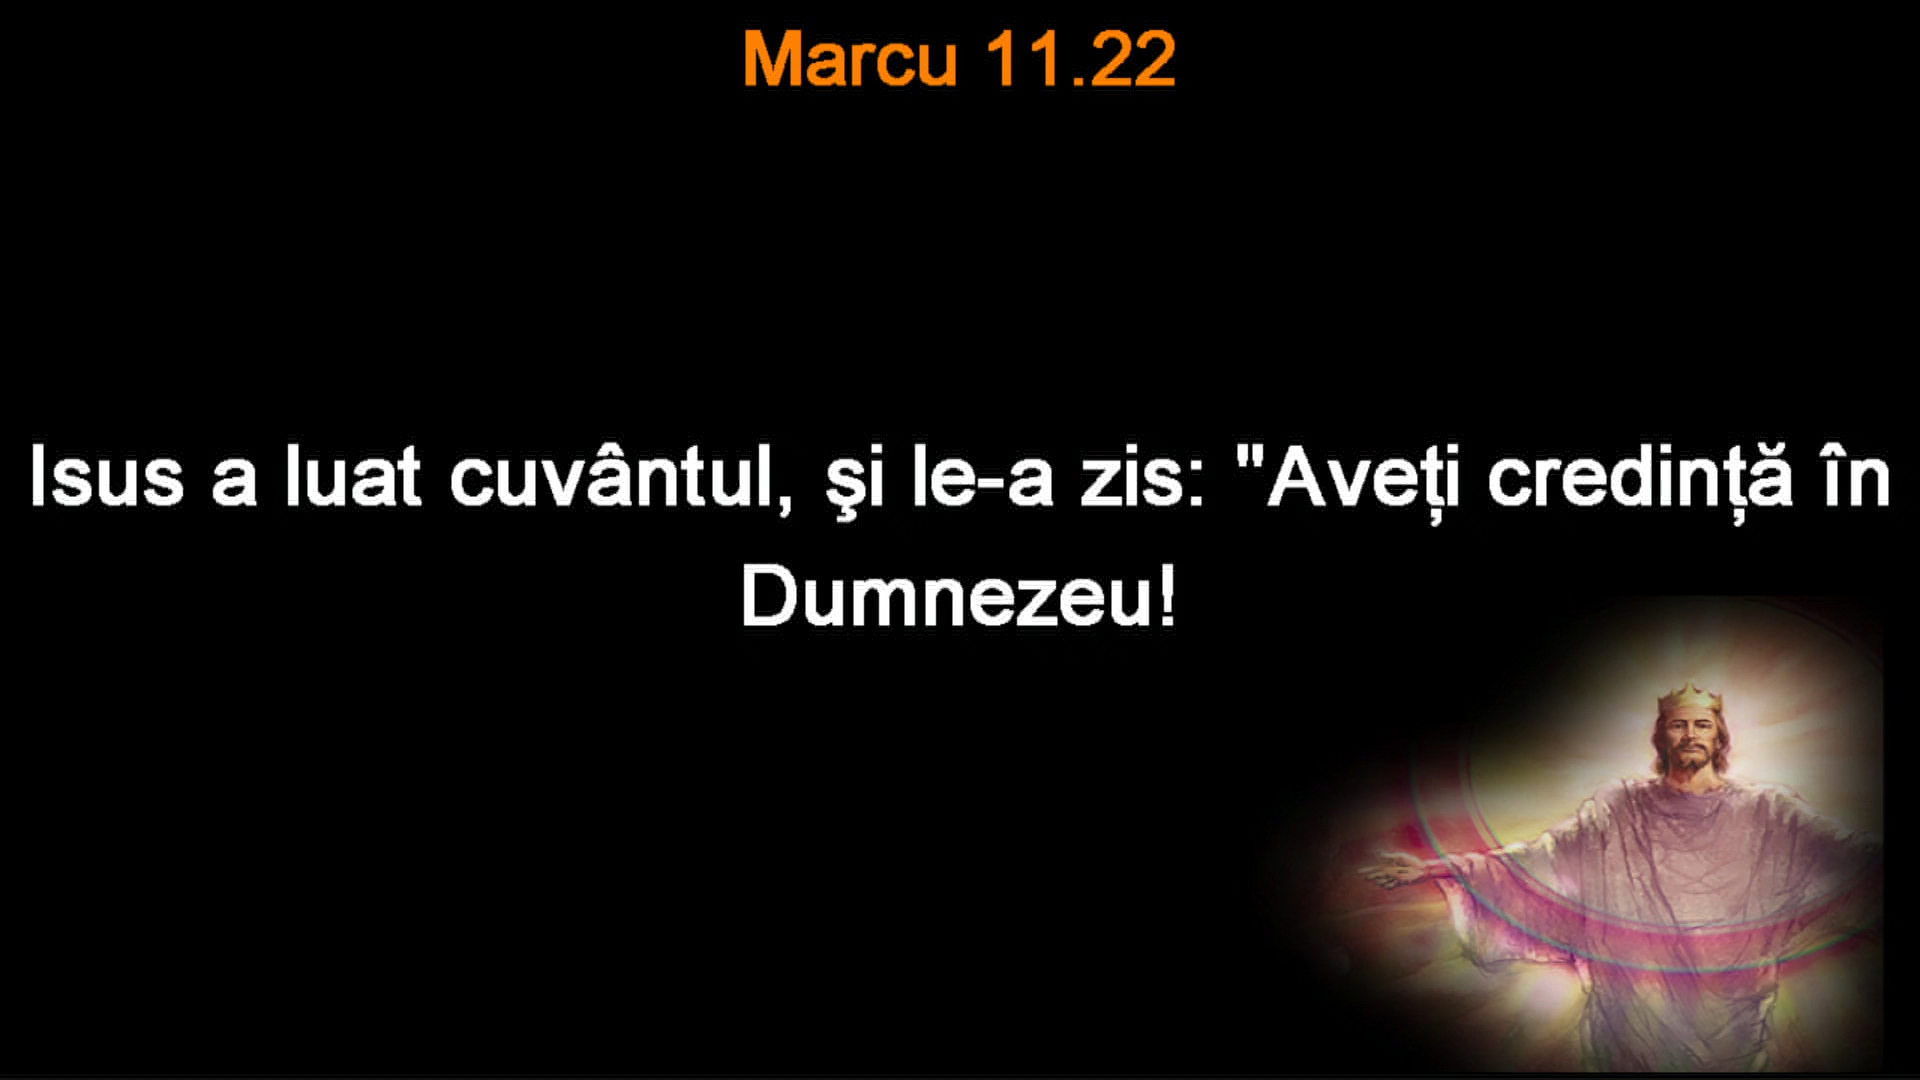 Marcu 11.22
Isus a luat cuvântul, şi le-a zis: "Aveți credință în
Dumnezeu!